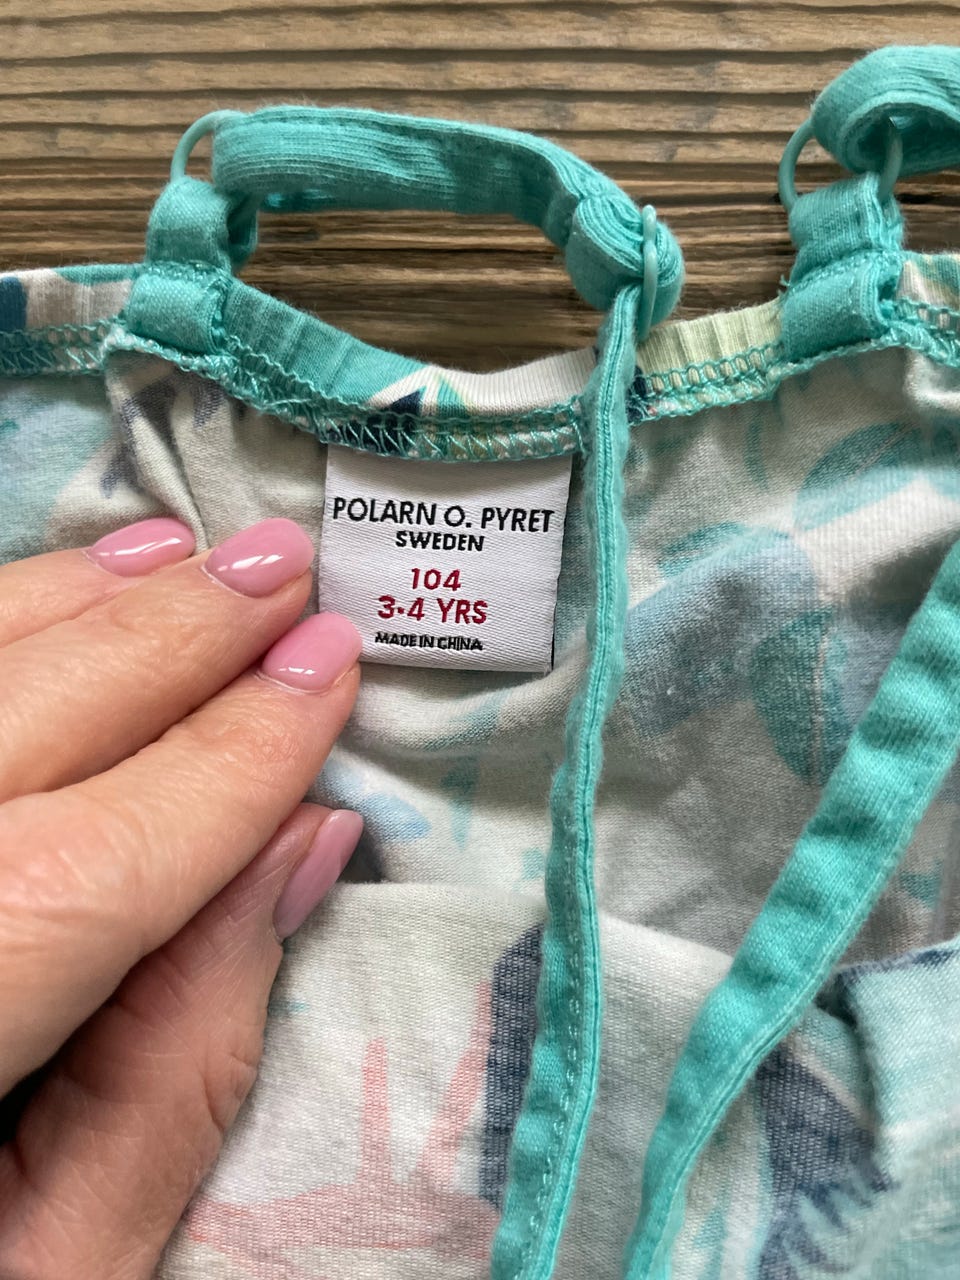 POLARN O. PYRET
SWEDEN
104
3-4 YRS
MADE IN CHINA